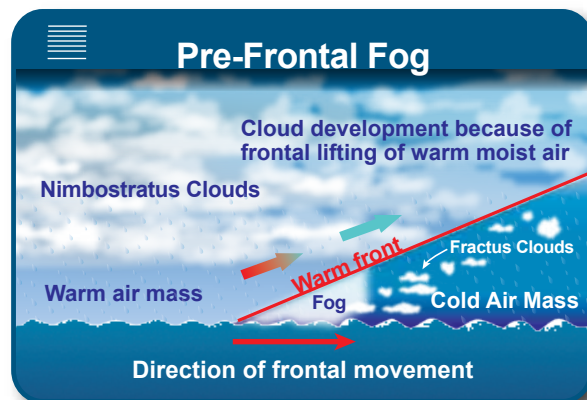 Pre-Frontal Fog
Cloud development because of
frontal lifting of warm moist air
Nimbostratus Clouds
Warm front
Fractus Clouds
Warm air mass
Fog
Cold Air Mass
Direction of frontal movement